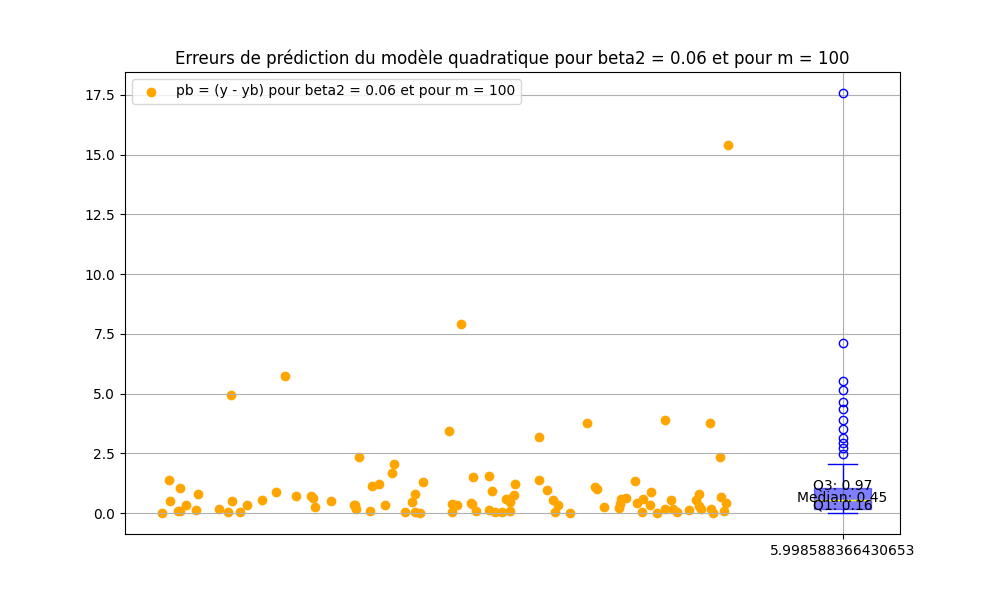 Erreurs de prédiction du modèle quadratique pour beta2 = 0.06 et pour m = 100
pb = (y - yb) pour beta2 = 0.06 et pour m = 100
17.5
15.0
12.5
10.0
7.5
5.0
2.5
0.0
Q3: 0.97
Median: 0.45
Q1: 0.16
5.998588366430653